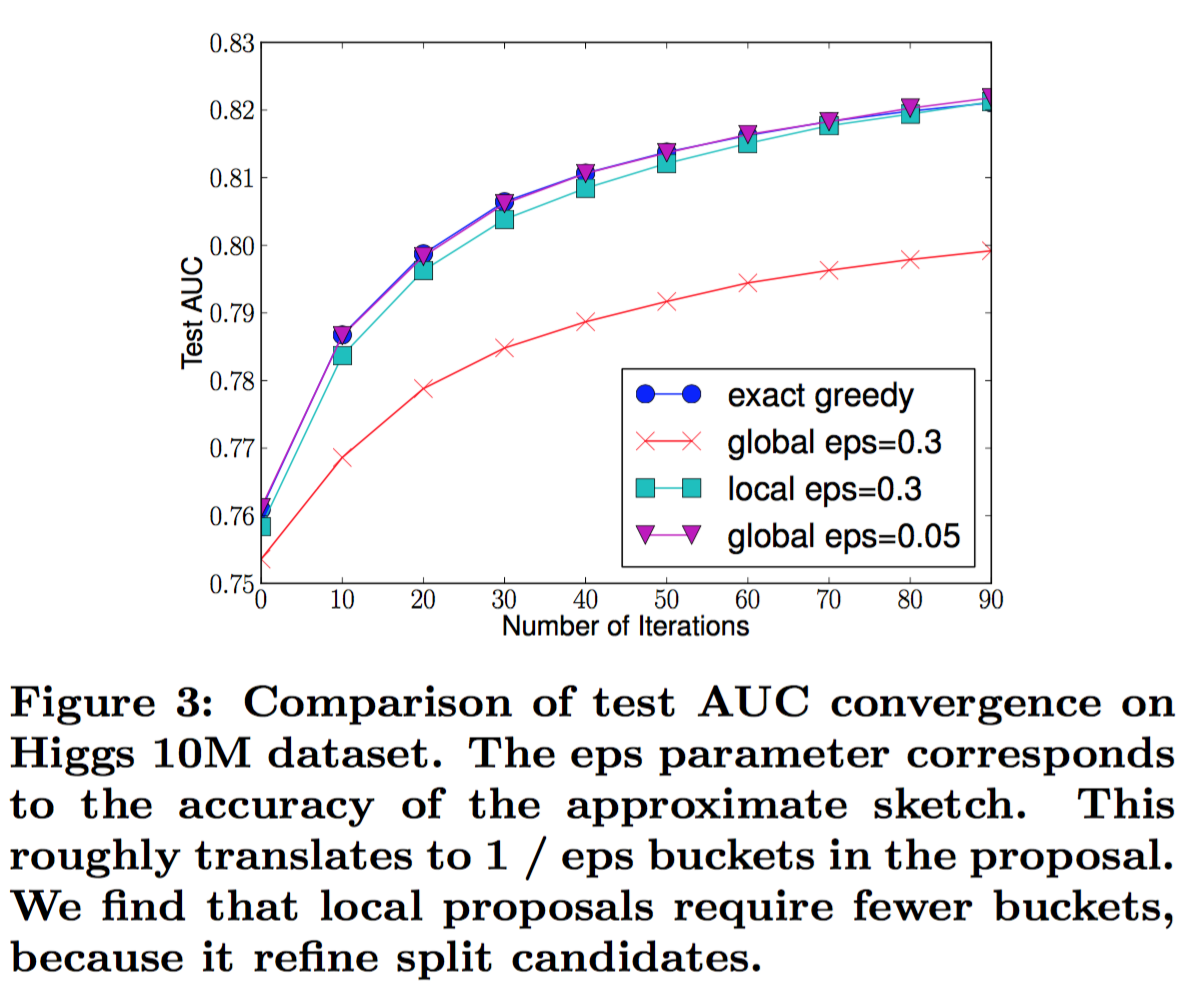 0.83
0.82
0.81
0.80
0.79
0.78
0.77
0.76
0.75
Test AUC
0 10 20 30 40 50 60 70 80 90
Number of Iterations
exact greedy
global eps=0.3
local eps=0.3
global eps=0.05
Figure 3: Comparison of test AUC convergence on
Higgs 10M dataset. The eps parameter corresponds
to the accuracy of the approximate sketch. This
roughly translates to 1 / eps buckets in the proposal.
We find that local proposals require fewer buckets,
because it refine split candidates.